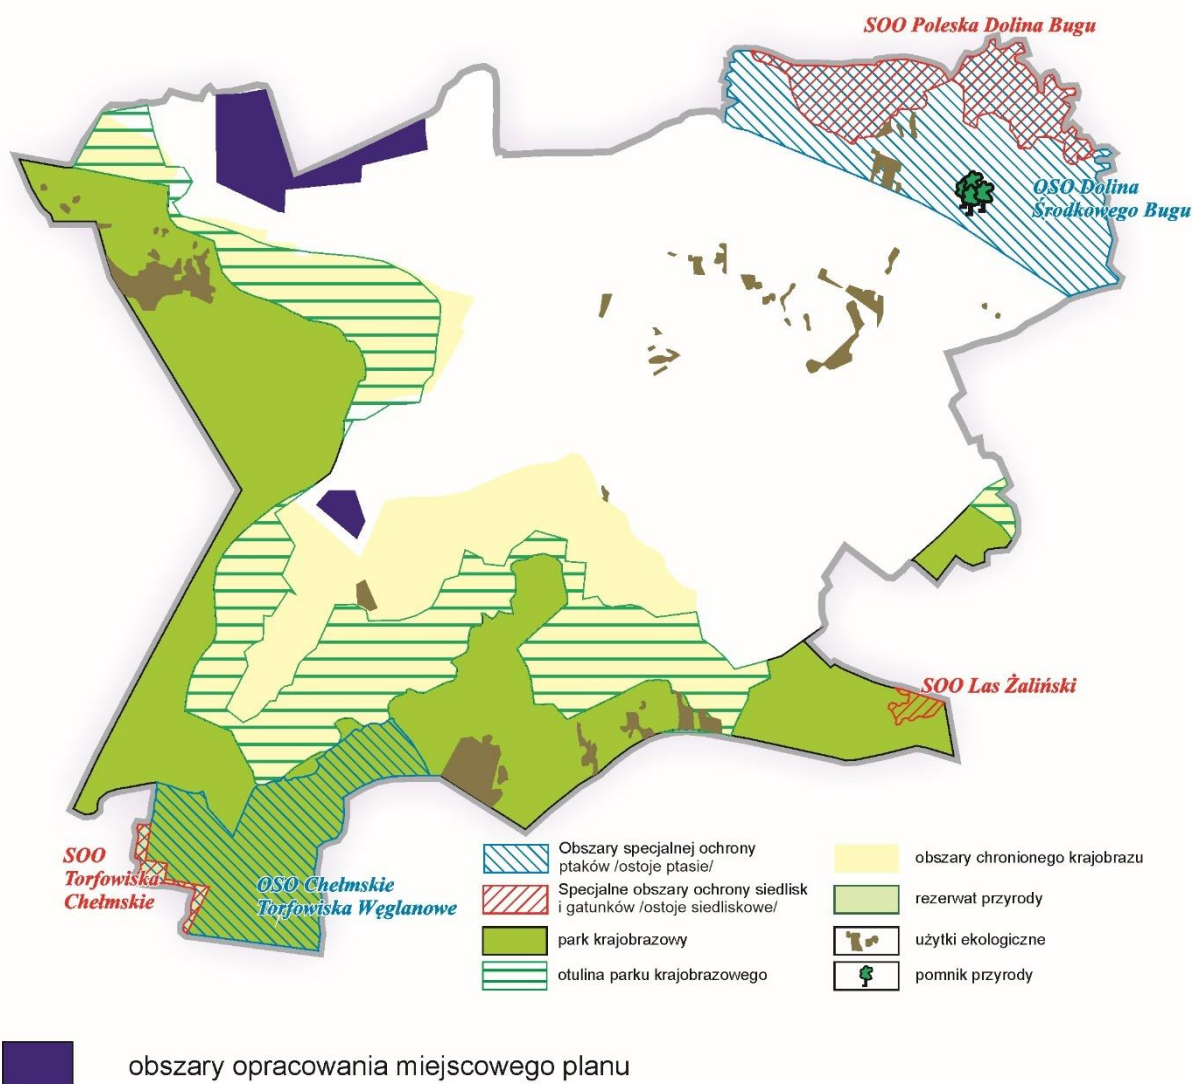 SOO Poleska Dolina Bugu
OSO Dolina
Środkowego Bugu
SOO Las Żaliński
SOO
Torfowiska
Chełmskie
OSO Chełmskie
Torfowiska Węglanowe
Obszary specjalnej ochrony
ptaków /ostoje ptasie/
Specjalne obszary ochrony siedlisk
i gatunków /ostoje siedliskowe/
park krajobrazowy
otulina parku krajobrazowego
obszary chronionego krajobrazu
rezerwat przyrody
użytki ekologiczne
pomnik przyrody
obszary opracowania miejscowego planu